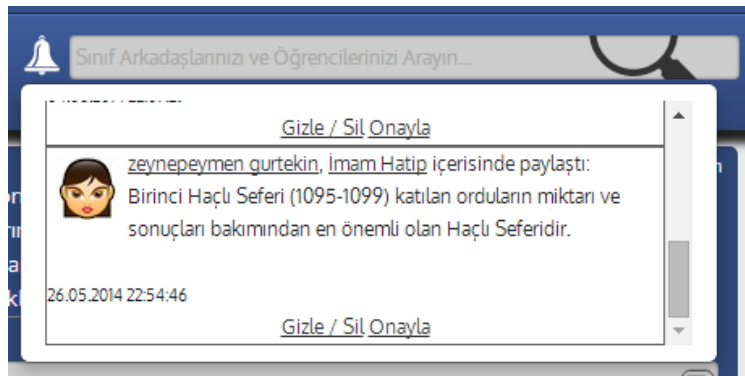 Sınıf Arkadaşlarınızı ve Öğrencilerinizi Arayın...
Gizle / Sil Onayla
zeynepeymen gurtekin, İmam Hatip içerisinde paylaştı:
Birinci Haçlı Seferi (1095-1099) katılan orduların miktarı ve
sonuçları bakımından en önemli olan Haçlı Seferidir.
26.05.2014 22:54:46
Gizle / Sil Onayla